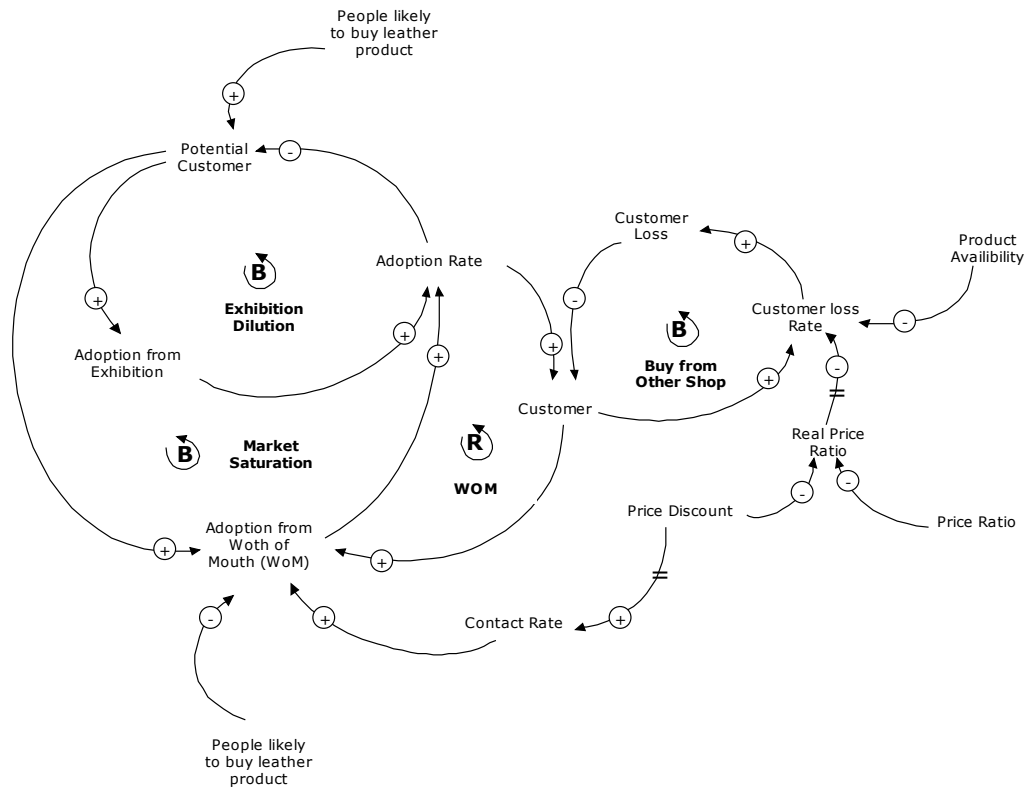 People likely
to buy leather
product
+
Potential
Customer
-
Adoption Rate
Customer
Loss
+
Product
Availibility
B
Exhibition
Dilution
+
-
+
Customer loss
Rate
-
B
Buy from
Other Shop
Adoption from
Exhibition
+
+
+
-
+
Customer
B
Market
Saturation
R
WOM
Real Price
Ratio
-
-
Price Discount
Price Ratio
Adoption from
Woth of
Mouth (WoM)
+
+
-
+
Contact Rate
+
People likely
to buy leather
product